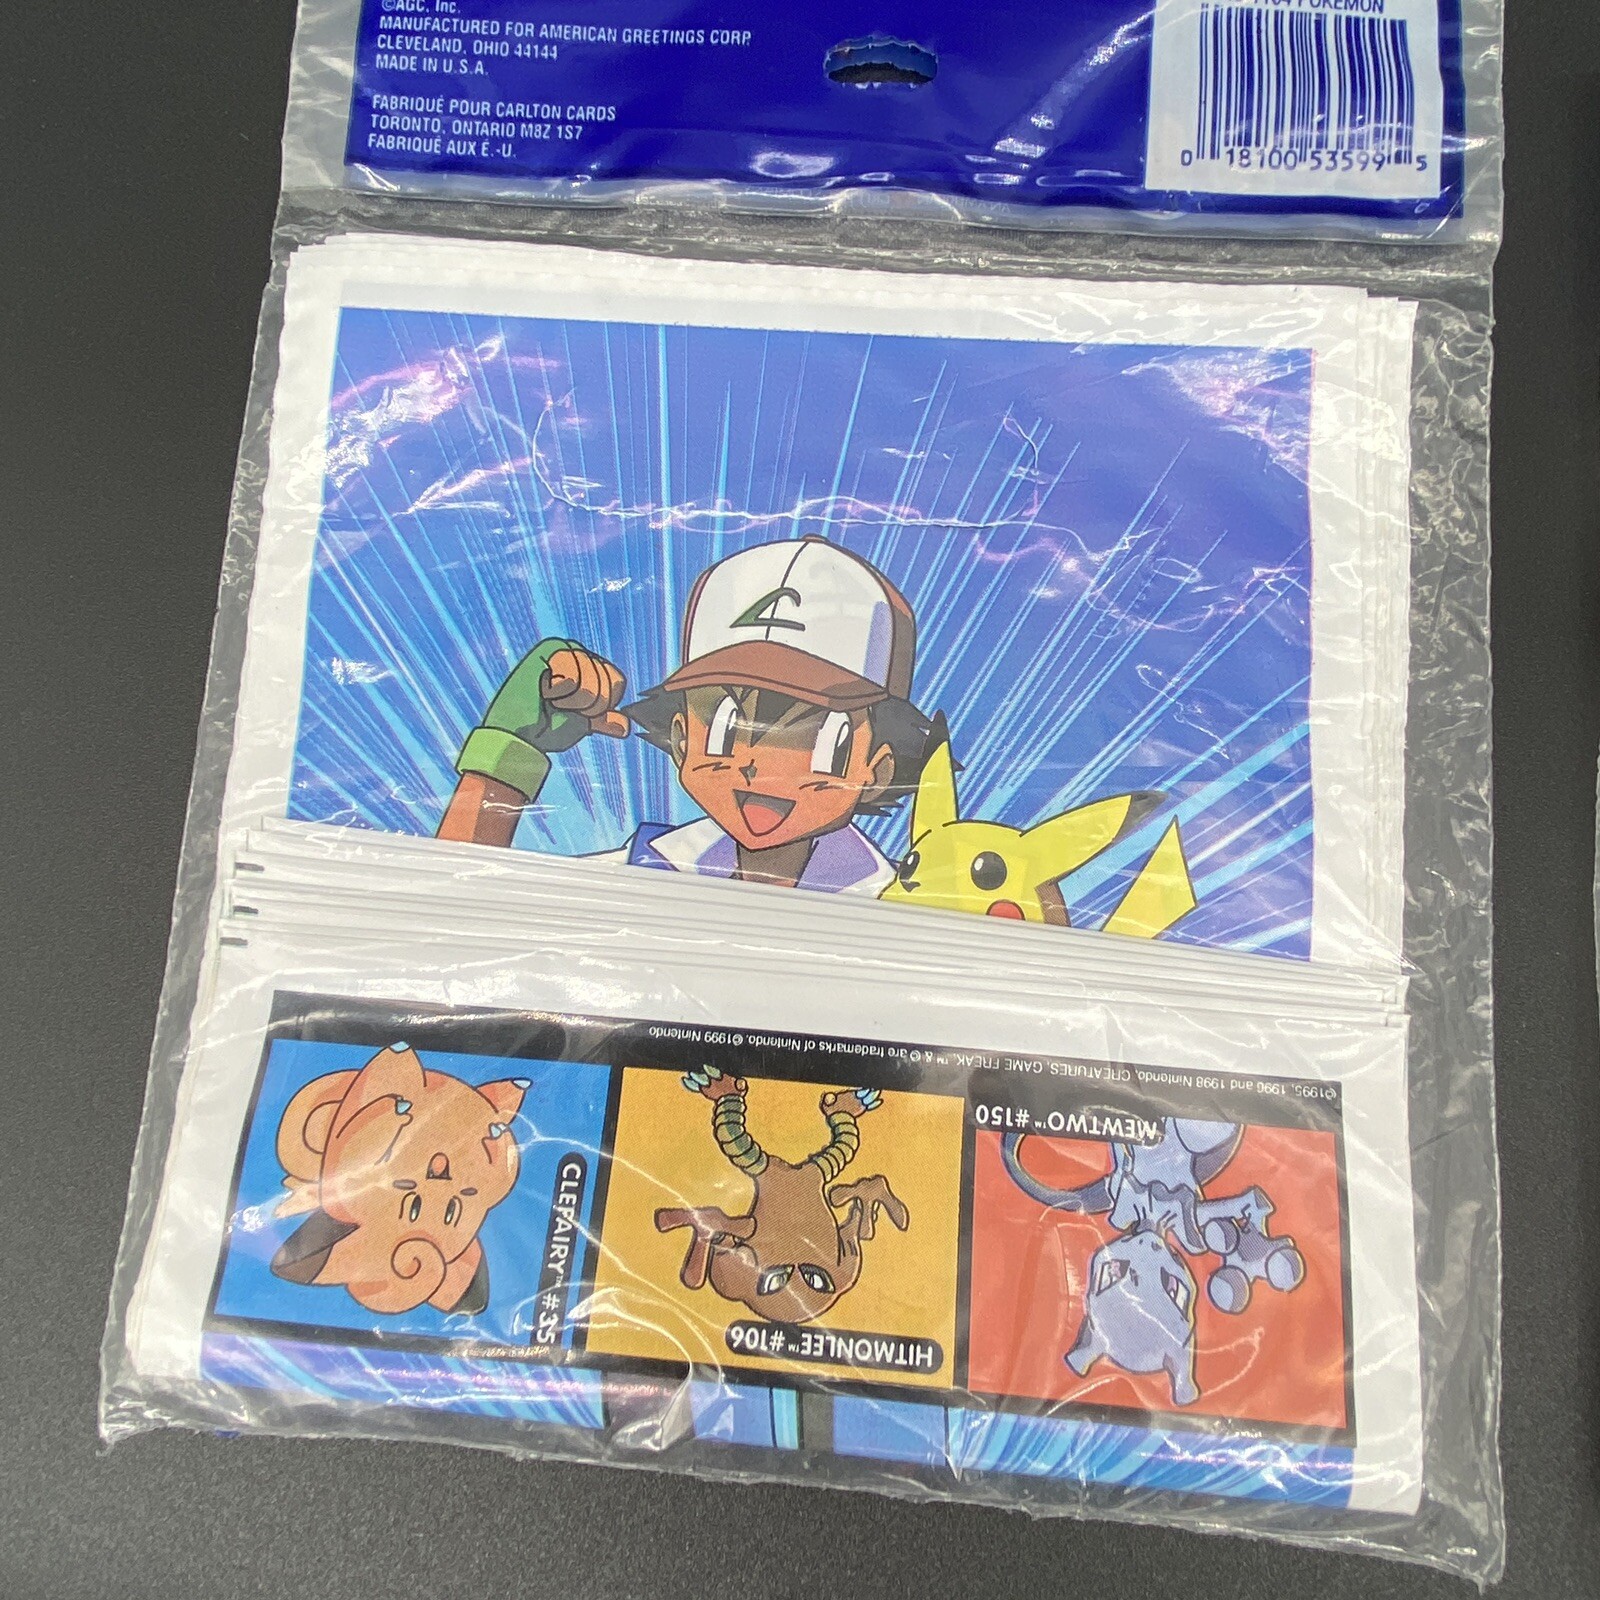 ©AGC, Inc.
MANUFACTURED FOR AMERICAN GREETINGS CORP.
CLEVELAND, OHIO 44144
MADE IN U.S.A.
FABRIQUÉ POUR CARLTON CARDS
TORONTO, ONTARIO M8Z 1S7
FABRIQUÉ AUX É.-U.
POKEMON
0 18100 53599 5
©1995, 1996 and 1998 Nintendo, CREATURES, GAME FREAK, ™ & ® are trademarks of Nintendo, ©1999 Nintendo
MEWTWO™ #150
HITMONLEE™ #106
CLEFAIRY™ #35